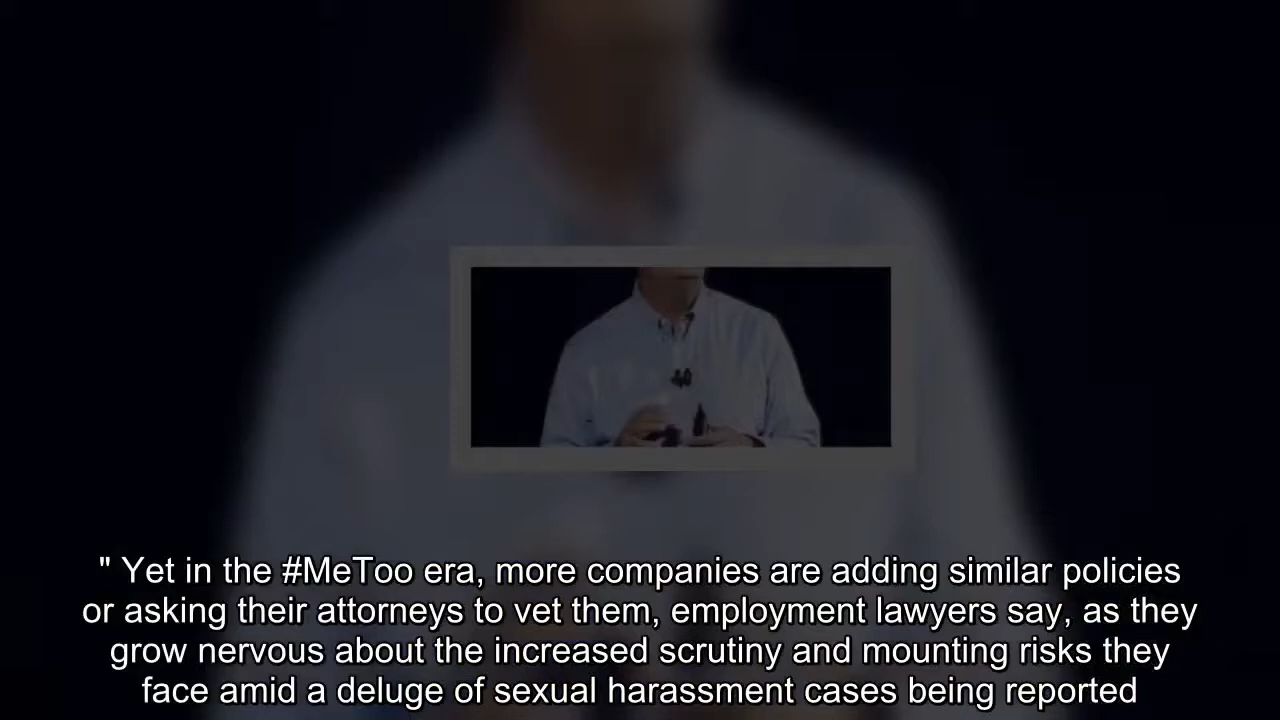 " Yet in the #MeToo era, more companies are adding similar policies
or asking their attorneys to vet them, employment lawyers say, as they
grow nervous about the increased scrutiny and mounting risks they
face amid a deluge of sexual harassment cases being reported